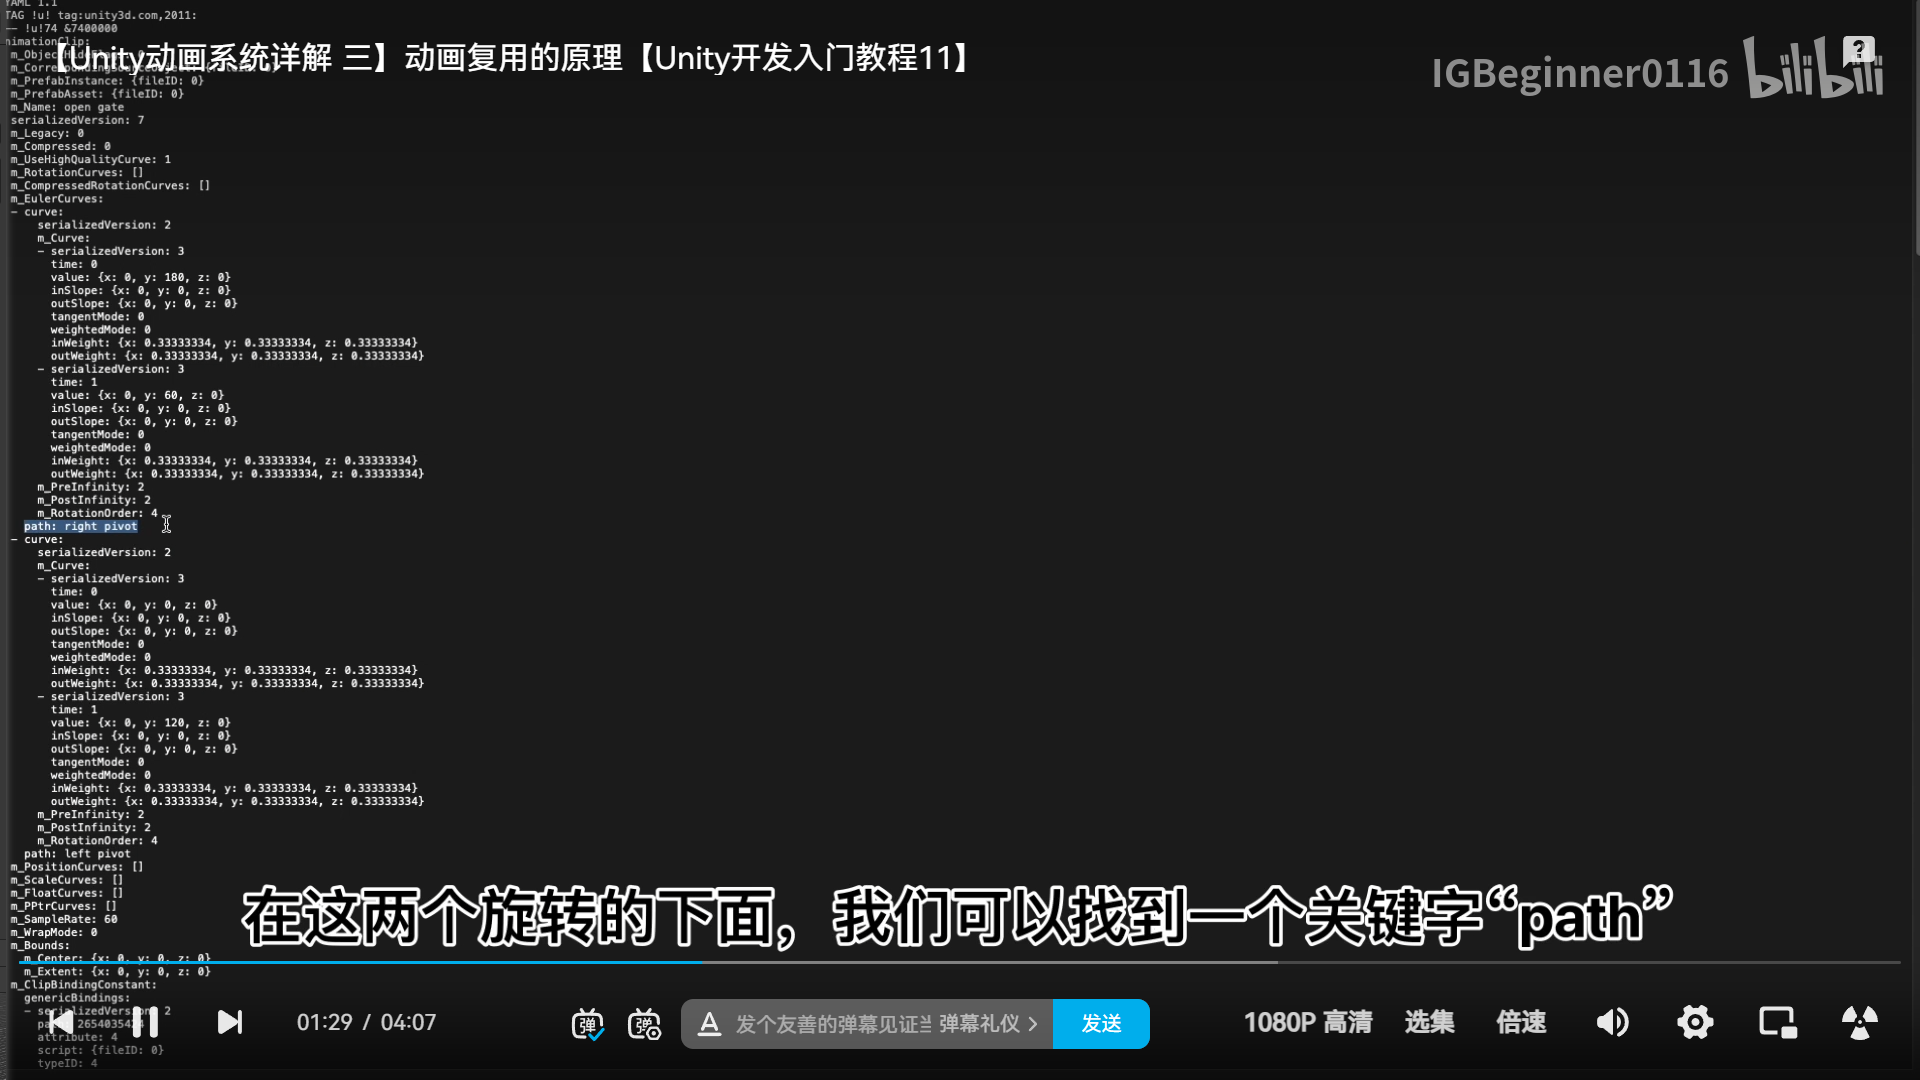 YAML 1.1
TAG !u! tag:unity3d.com,2011:
— !u!74 &7400000
nimationClip:
【Unity动画系统详解 三】动画复用的原理【Unity开发入门教程11】
IGBeginner0116 bilibili
m_PrefabInstance: {fileID: 0}
m_PrefabAsset: {fileID: 0}
m_Name: open gate
serializedVersion: 7
m_Legacy: 0
m_Compressed: 0
m_UseHighQualityCurve: 1
m_RotationCurves: []
m_CompressedRotationCurves: []
m_EulerCurves:
- curve:
serializedVersion: 2
m_Curve:
- serializedVersion: 3
time: 0
value: {x: 0, y: 180, z: 0}
inSlope: {x: 0, y: 0, z: 0}
outSlope: {x: 0, y: 0, z: 0}
tangentMode: 0
weightedMode: 0
inWeight: {x: 0.33333334, y: 0.33333334, z: 0.33333334}
outWeight: {x: 0.33333334, y: 0.33333334, z: 0.33333334}
- serializedVersion: 3
time: 1
value: {x: 0, y: 60, z: 0}
inSlope: {x: 0, y: 0, z: 0}
outSlope: {x: 0, y: 0, z: 0}
tangentMode: 0
weightedMode: 0
inWeight: {x: 0.33333334, y: 0.33333334, z: 0.33333334}
outWeight: {x: 0.33333334, y: 0.33333334, z: 0.33333334}
m_PreInfinity: 2
m_PostInfinity: 2
m_RotationOrder: 4
path: right pivot
- curve:
serializedVersion: 2
m_Curve:
- serializedVersion: 3
time: 0
value: {x: 0, y: 0, z: 0}
inSlope: {x: 0, y: 0, z: 0}
outSlope: {x: 0, y: 0, z: 0}
tangentMode: 0
weightedMode: 0
inWeight: {x: 0.33333334, y: 0.33333334, z: 0.33333334}
outWeight: {x: 0.33333334, y: 0.33333334, z: 0.33333334}
- serializedVersion: 3
time: 1
value: {x: 0, y: 120, z: 0}
inSlope: {x: 0, y: 0, z: 0}
outSlope: {x: 0, y: 0, z: 0}
tangentMode: 0
weightedMode: 0
inWeight: {x: 0.33333334, y: 0.33333334, z: 0.33333334}
outWeight: {x: 0.33333334, y: 0.33333334, z: 0.33333334}
m_PreInfinity: 2
m_PostInfinity: 2
m_RotationOrder: 4
path: left pivot
m_PositionCurves: []
m_ScaleCurves: []
m_FloatCurves: []
m_PPtrCurves: []
m_SampleRate: 60
m_WrapMode: 0
m_Bounds:
在这两个旋转的下面，我们可以找到一个关键字“path”
m_Center: {x: 0, y: 0, z: 0}
m_Extent: {x: 0, y: 0, z: 0}
m_ClipBindingConstant:
genericBindings:
2
attribute: 4
script: {fileID: 0}
typeID: 4
01:29 / 04:07
弹 弹
发个友善的弹幕见证当 弹幕礼仪 >
发送
1080P 高清 选集 倍速